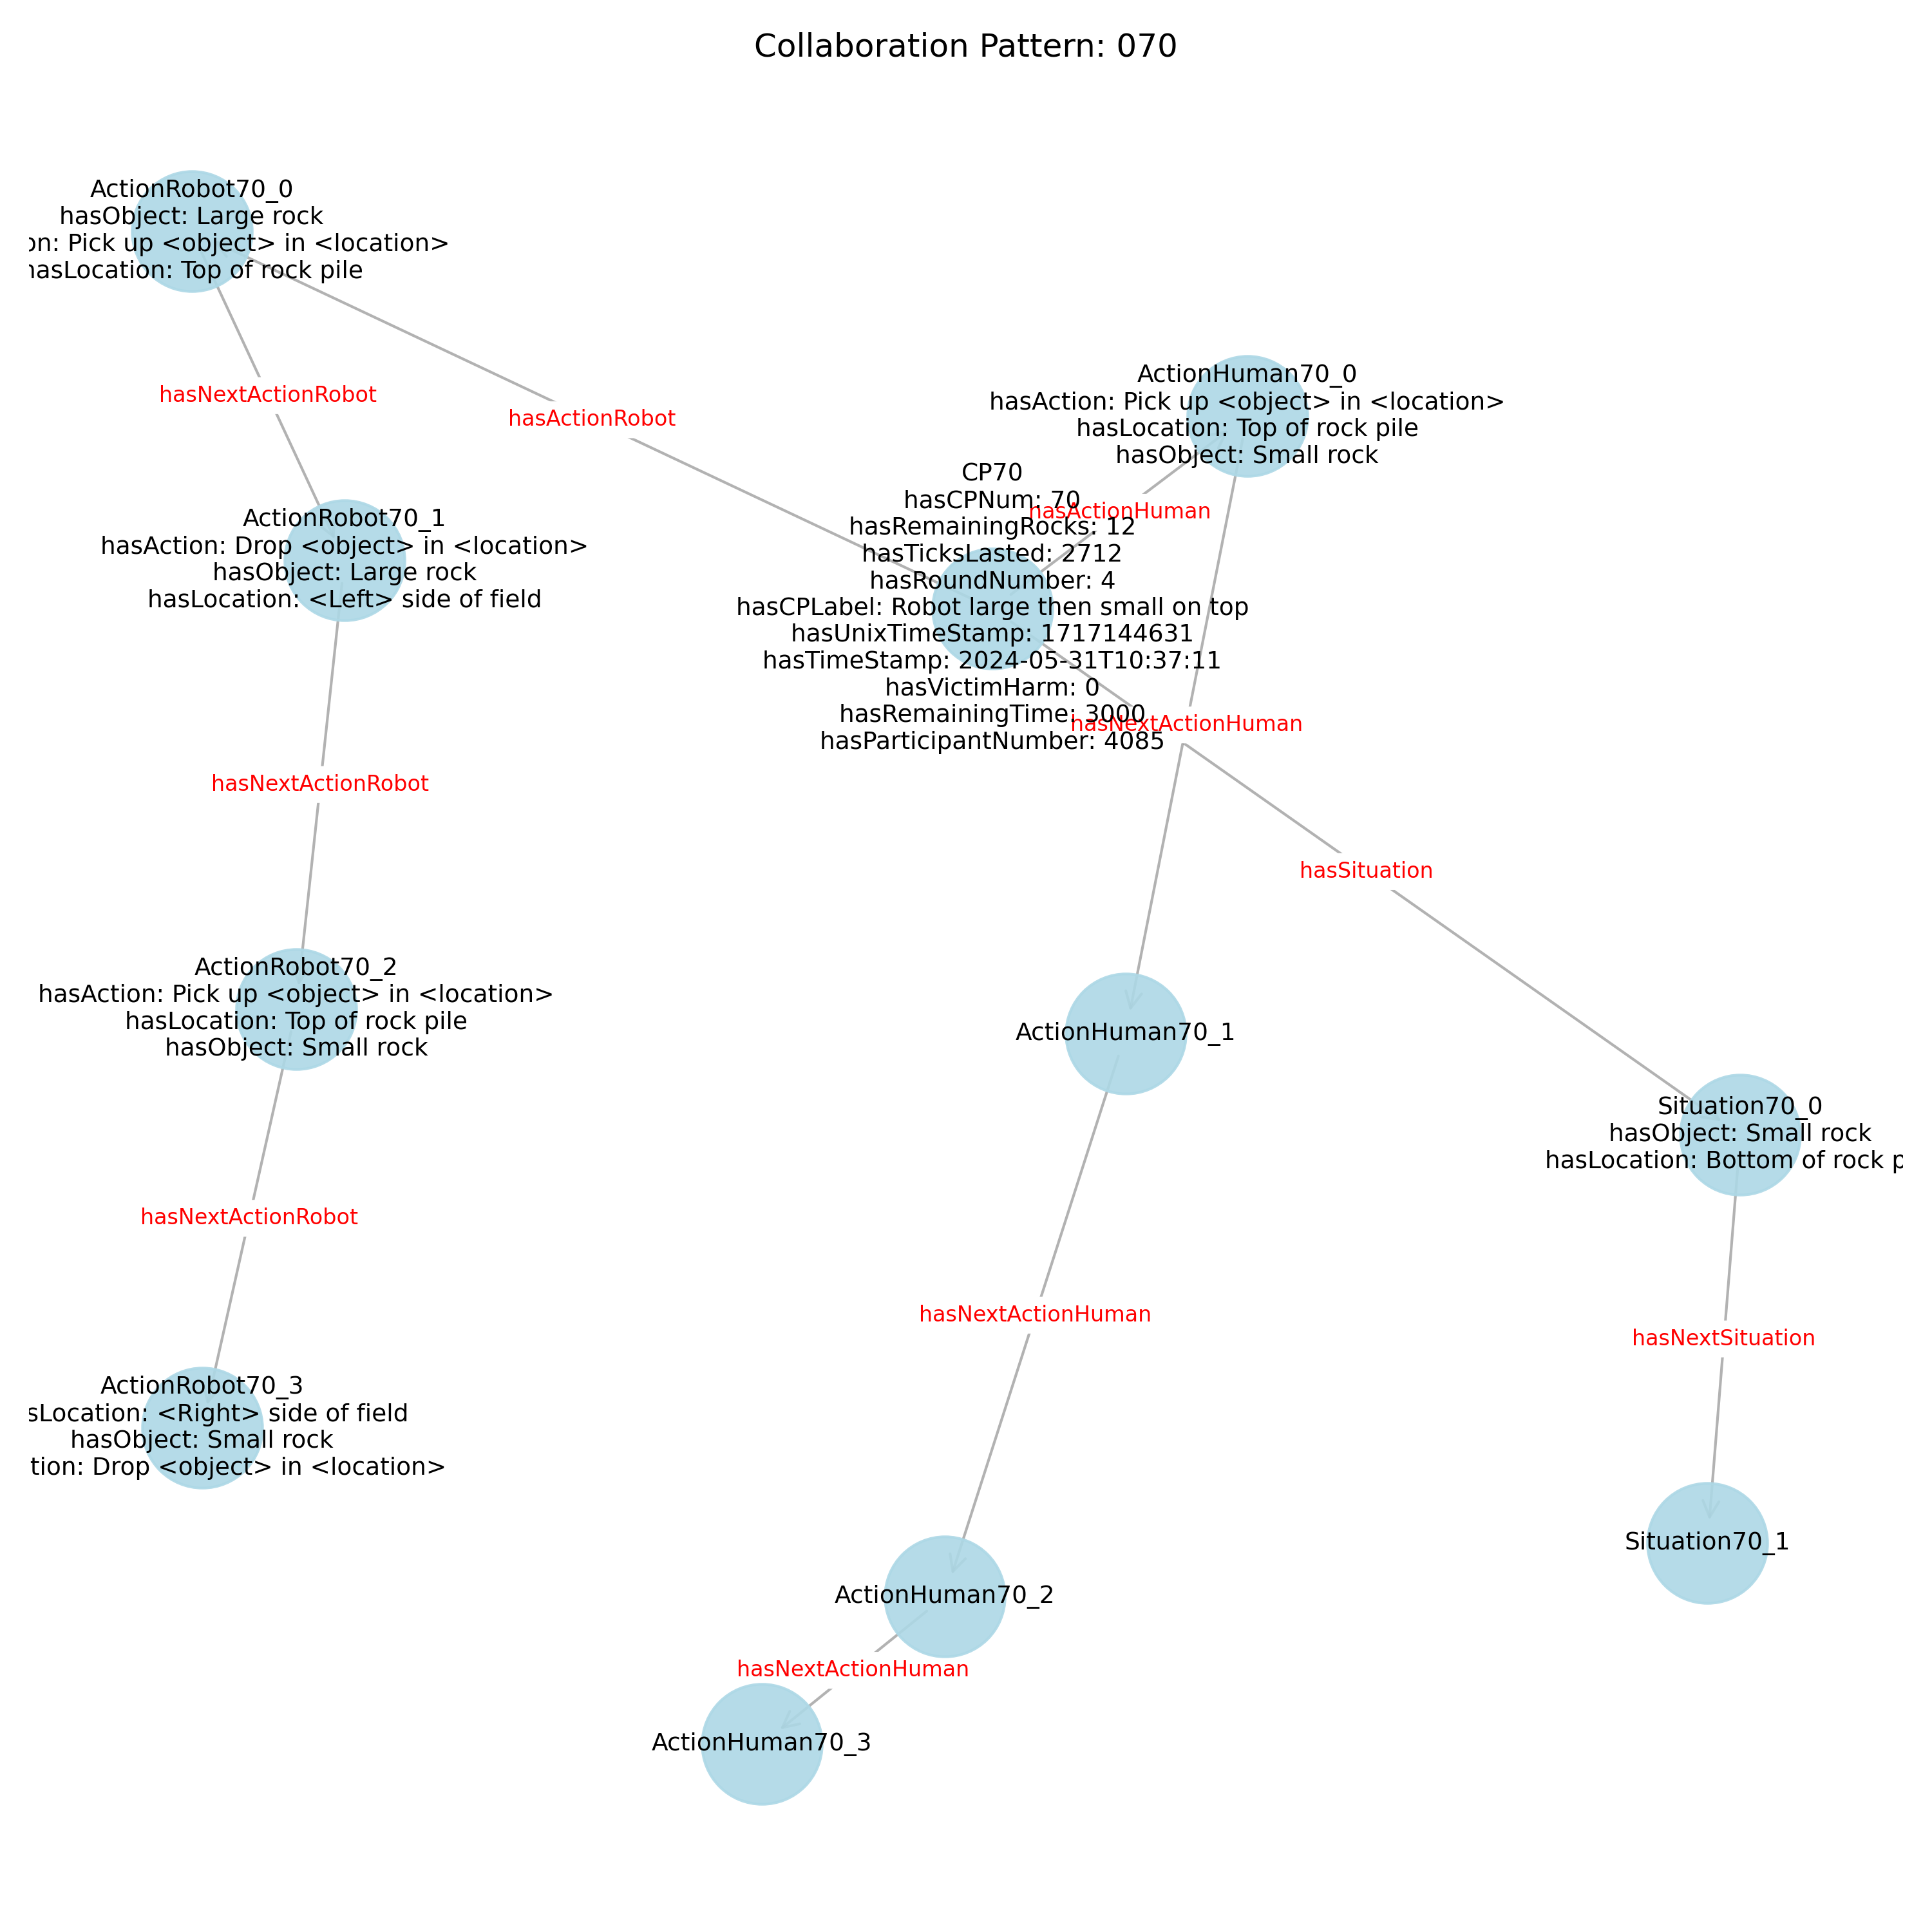 Collaboration Pattern: 070
ActionRobot70_0
hasObject: Large rock
on: Pick up <object> in <location>
hasLocation: Top of rock pile
hasNextActionRobot
hasActionRobot
ActionHuman70_0
hasAction: Pick up <object> in <location>
hasLocation: Top of rock pile
hasObject: Small rock
hasActionHuman
CP70
hasCPNum: 70
hasRemainingRocks: 12
hasTicksLasted: 2712
hasRoundNumber: 4
hasCPLabel: Robot large then small on top
hasUnixTimeStamp: 1717144631
hasTimeStamp: 2024-05-31T10:37:11
hasVictimHarm: 0
hasRemainingTime: 3000
hasParticipantNumber: 4085
hasNextActionHuman
ActionRobot70_1
hasAction: Drop <object> in <location>
hasObject: Large rock
hasLocation: <Left> side of field
hasNextActionRobot
hasSituation
ActionRobot70_2
hasAction: Pick up <object> in <location>
hasLocation: Top of rock pile
hasObject: Small rock
ActionHuman70_1
Situation70_0
hasObject: Small rock
hasLocation: Bottom of rock p
hasNextActionRobot
hasNextActionHuman
hasNextSituation
ActionRobot70_3
sLocation: <Right> side of field
hasObject: Small rock
tion: Drop <object> in <location>
Situation70_1
ActionHuman70_2
hasNextActionHuman
ActionHuman70_3